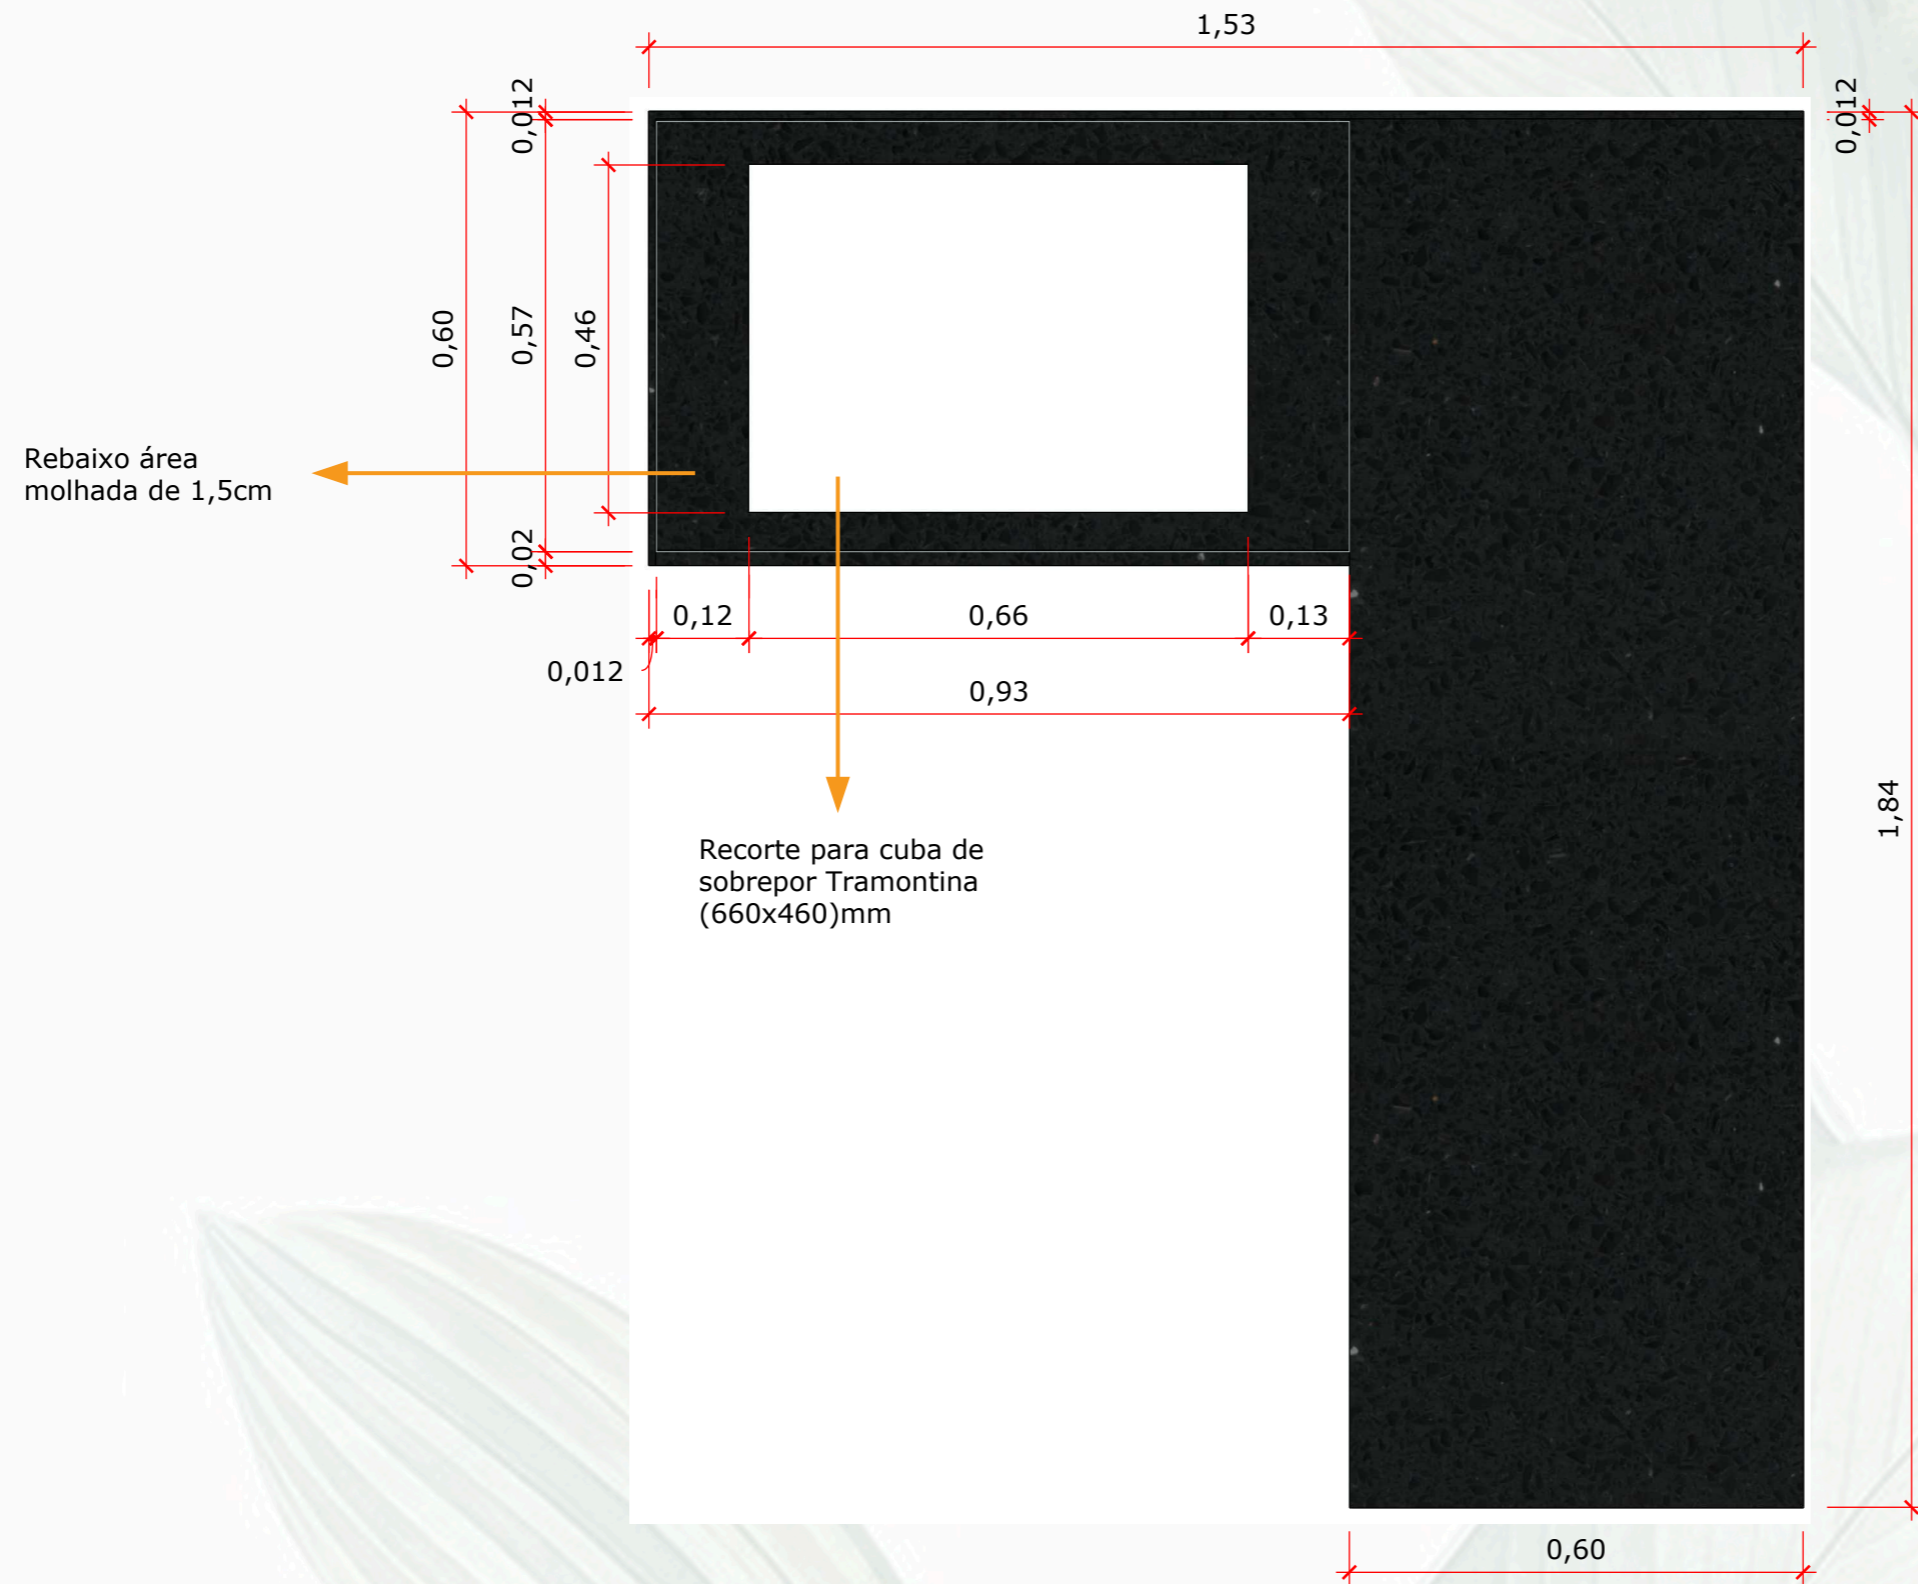 1,53
0,012
0,012
0,60
0,57
0,46
Rebaixo área
molhada de 1,5cm
0,02
0,12
0,66
0,13
0,012
0,93
1,84
Recorte para cuba de
sobrepor Tramontina
(660x460)mm
0,60